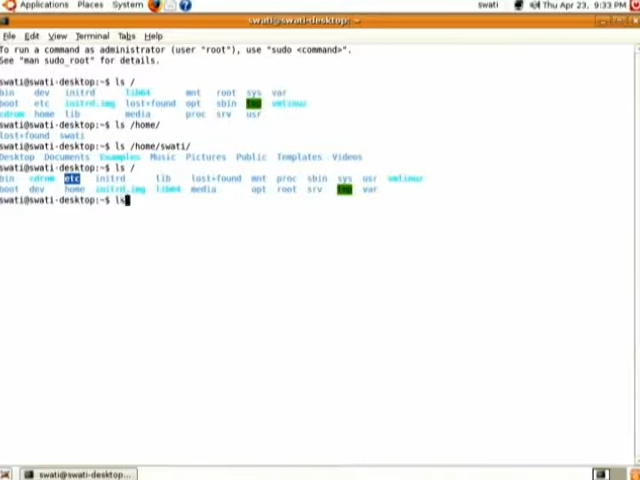 Applications Places System swati Thu Apr 23, 9:33 PM
swati@swati-desktop: ~
File Edit View Terminal Tabs Help
To run a command as administrator (user "root"), use "sudo <command>".
See "man sudo_root" for details.
swati@swati-desktop:~$ ls /
bin dev initrd lib64 mnt root sys var
boot etc initrd.img lost+found opt sbin tmp vmlinuz
cdrom home lib media proc srv usr
swati@swati-desktop:~$ ls /home/
lost+found swati
swati@swati-desktop:~$ ls /home/swati/
Desktop Documents Examples Music Pictures Public Templates Videos
swati@swati-desktop:~$ ls /
bin cdrom etc initrd lib lost+found mnt proc sbin sys usr vmlinuz
boot dev home initrd.img lib64 media opt root srv tmp var
swati@swati-desktop:~$ ls
swati@swati-desktop...